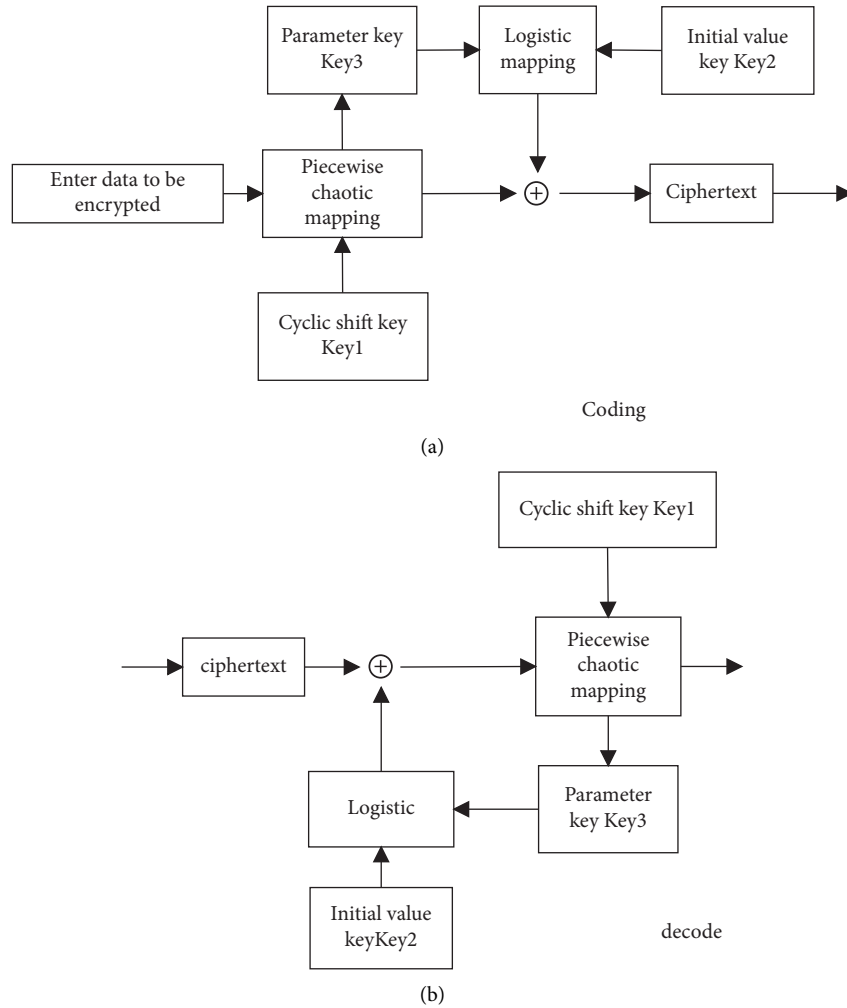 Parameter key
Key3
Logistic
mapping
Initial value
key Key2
Enter data to be
encrypted
Piecewise
chaotic
mapping
Ciphertext
Cyclic shift key
Key1
Coding
(a)
Cyclic shift key Key1
ciphertext
Piecewise
chaotic
mapping
Logistic
Parameter
key Key3
Initial value
keyKey2
decode
(b)